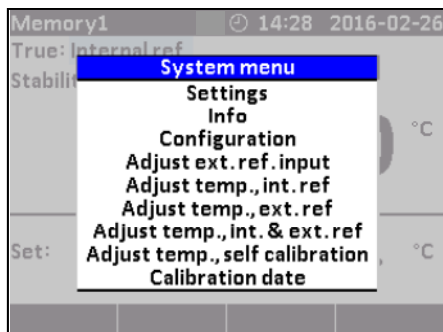 Memory1 14:28 2016-02-26
True: Internal ref
Stabilit
System menu
Settings
Info
Configuration
°C
Adjust ext. ref. input
Adjust temp., int. ref
Adjust temp., ext. ref
Adjust temp., int. & ext. ref
Set: Adjust temp., self calibration °C
Calibration date